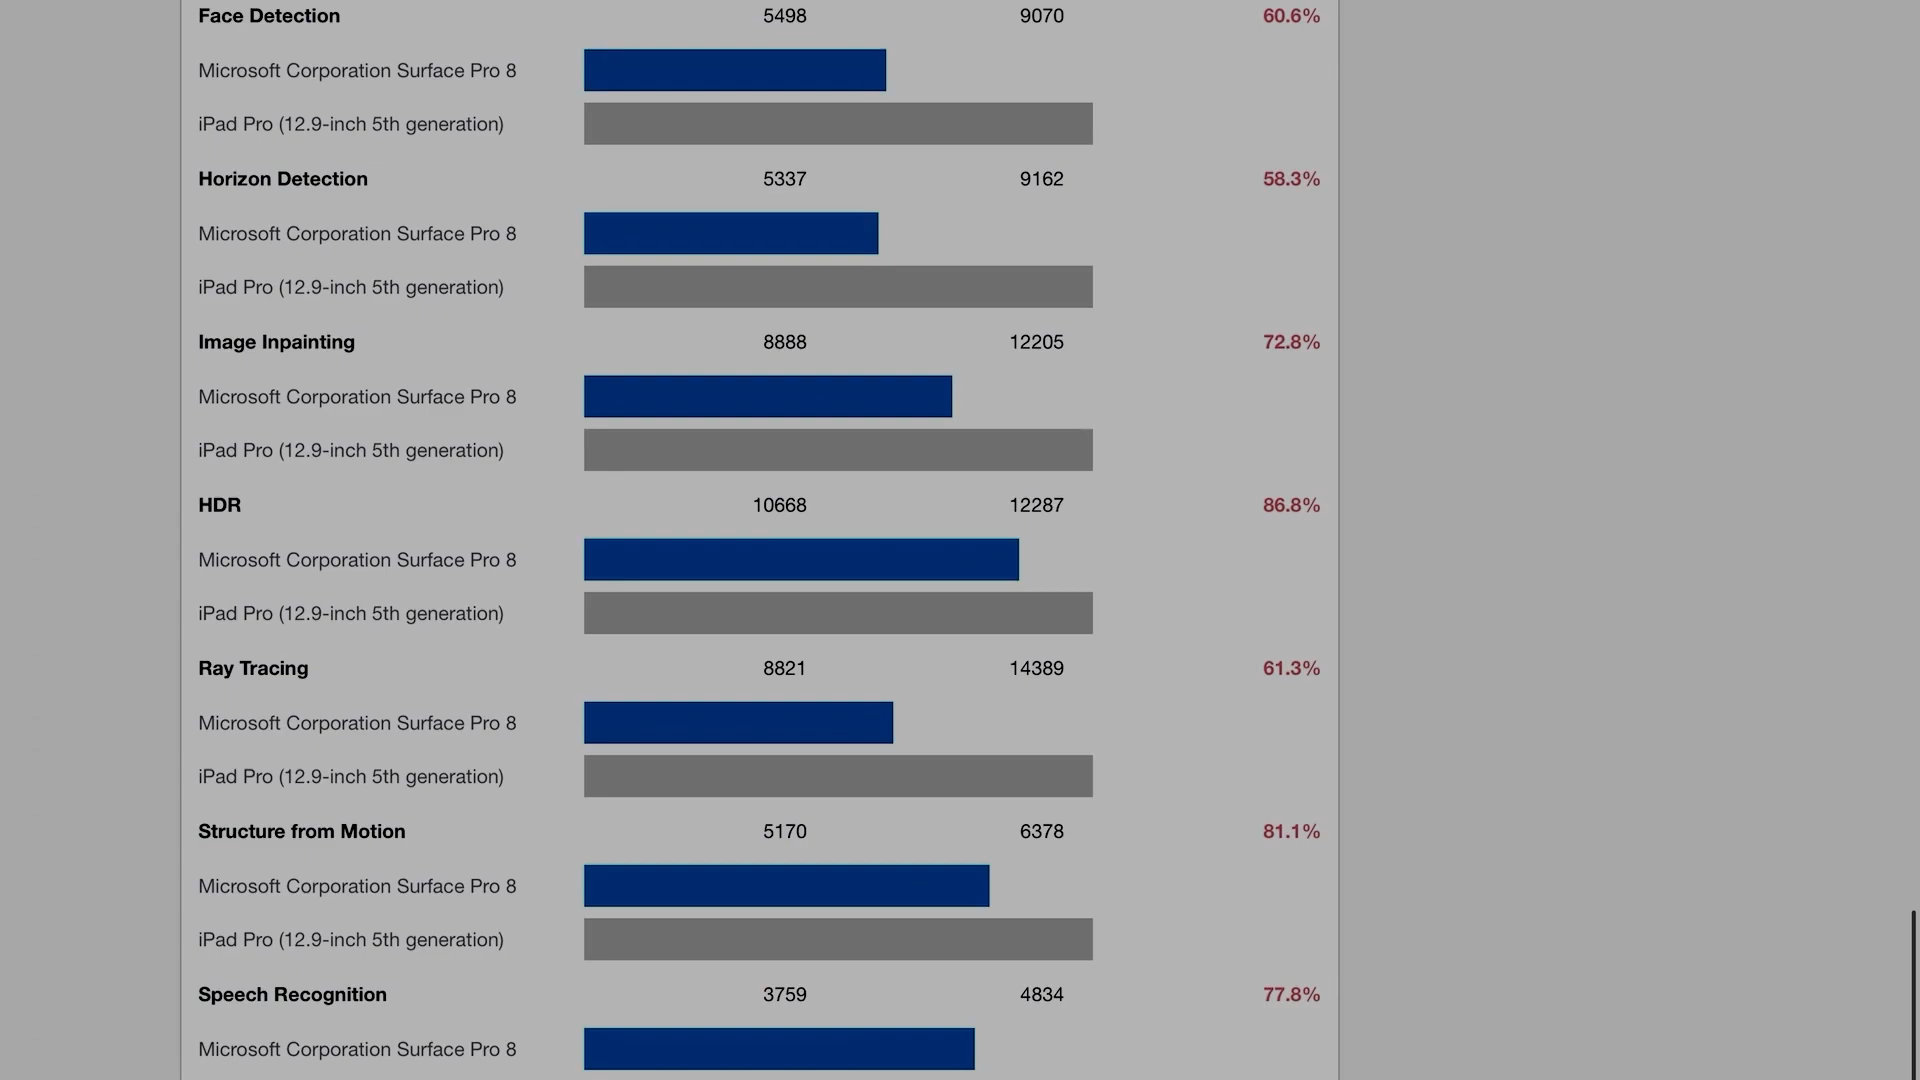 Face Detection 5498 9070 60.6%
Microsoft Corporation Surface Pro 8
iPad Pro (12.9-inch 5th generation)
Horizon Detection 5337 9162 58.3%
Microsoft Corporation Surface Pro 8
iPad Pro (12.9-inch 5th generation)
Image Inpainting 8888 12205 72.8%
Microsoft Corporation Surface Pro 8
iPad Pro (12.9-inch 5th generation)
HDR 10668 12287 86.8%
Microsoft Corporation Surface Pro 8
iPad Pro (12.9-inch 5th generation)
Ray Tracing 8821 14389 61.3%
Microsoft Corporation Surface Pro 8
iPad Pro (12.9-inch 5th generation)
Structure from Motion 5170 6378 81.1%
Microsoft Corporation Surface Pro 8
iPad Pro (12.9-inch 5th generation)
Speech Recognition 3759 4834 77.8%
Microsoft Corporation Surface Pro 8